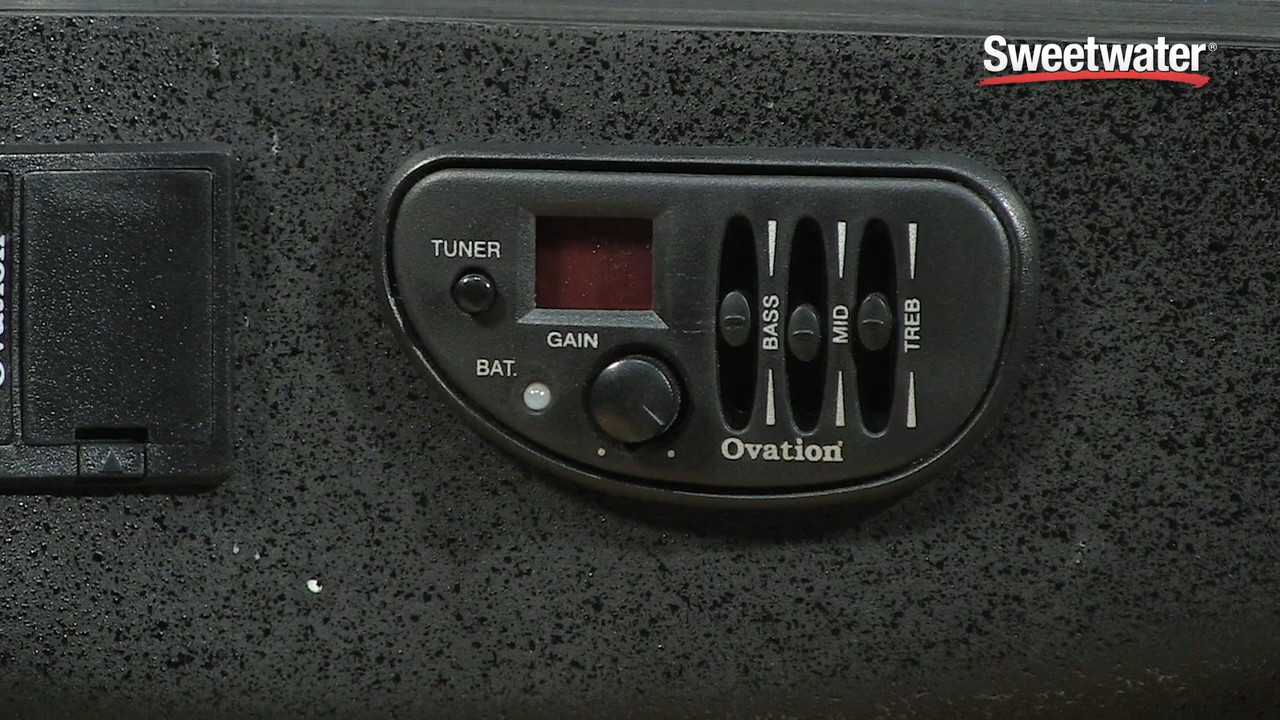 Sweetwater®
TUNER
GAIN
BAT.
BASS
MID
TREB
Ovation